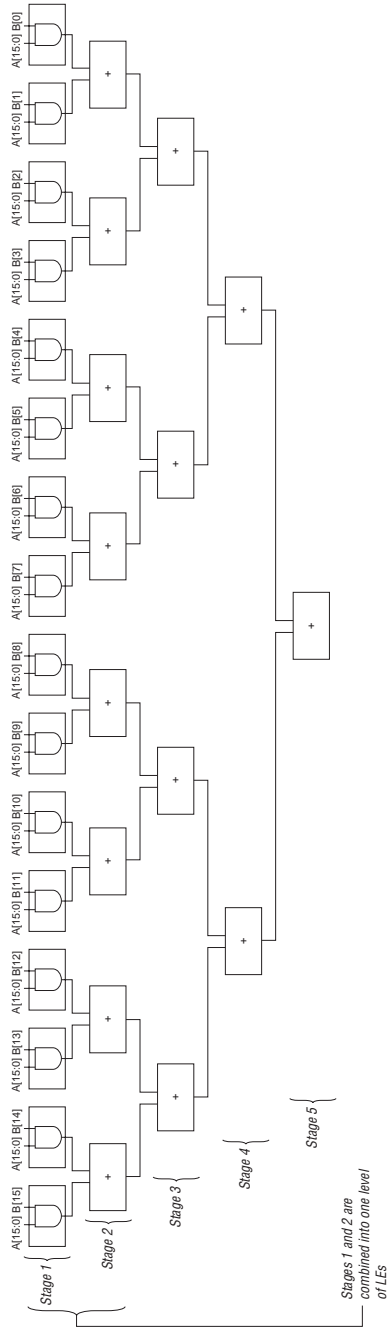 A[15:0] B[15]
A[15:0] B[14]
A[15:0] B[13]
A[15:0] B[12]
A[15:0] B[11]
A[15:0] B[10]
A[15:0] B[9]
A[15:0] B[8]
A[15:0] B[7]
A[15:0] B[6]
A[15:0] B[5]
A[15:0] B[4]
A[15:0] B[3]
A[15:0] B[2]
A[15:0] B[1]
A[15:0] B[0]
Stage 1
Stage 2
+
+
+
+
+
+
+
+
Stage 3
+
+
+
+
Stage 4
+
+
Stage 5
+
Stages 1 and 2 are
combined into one level
of LEs